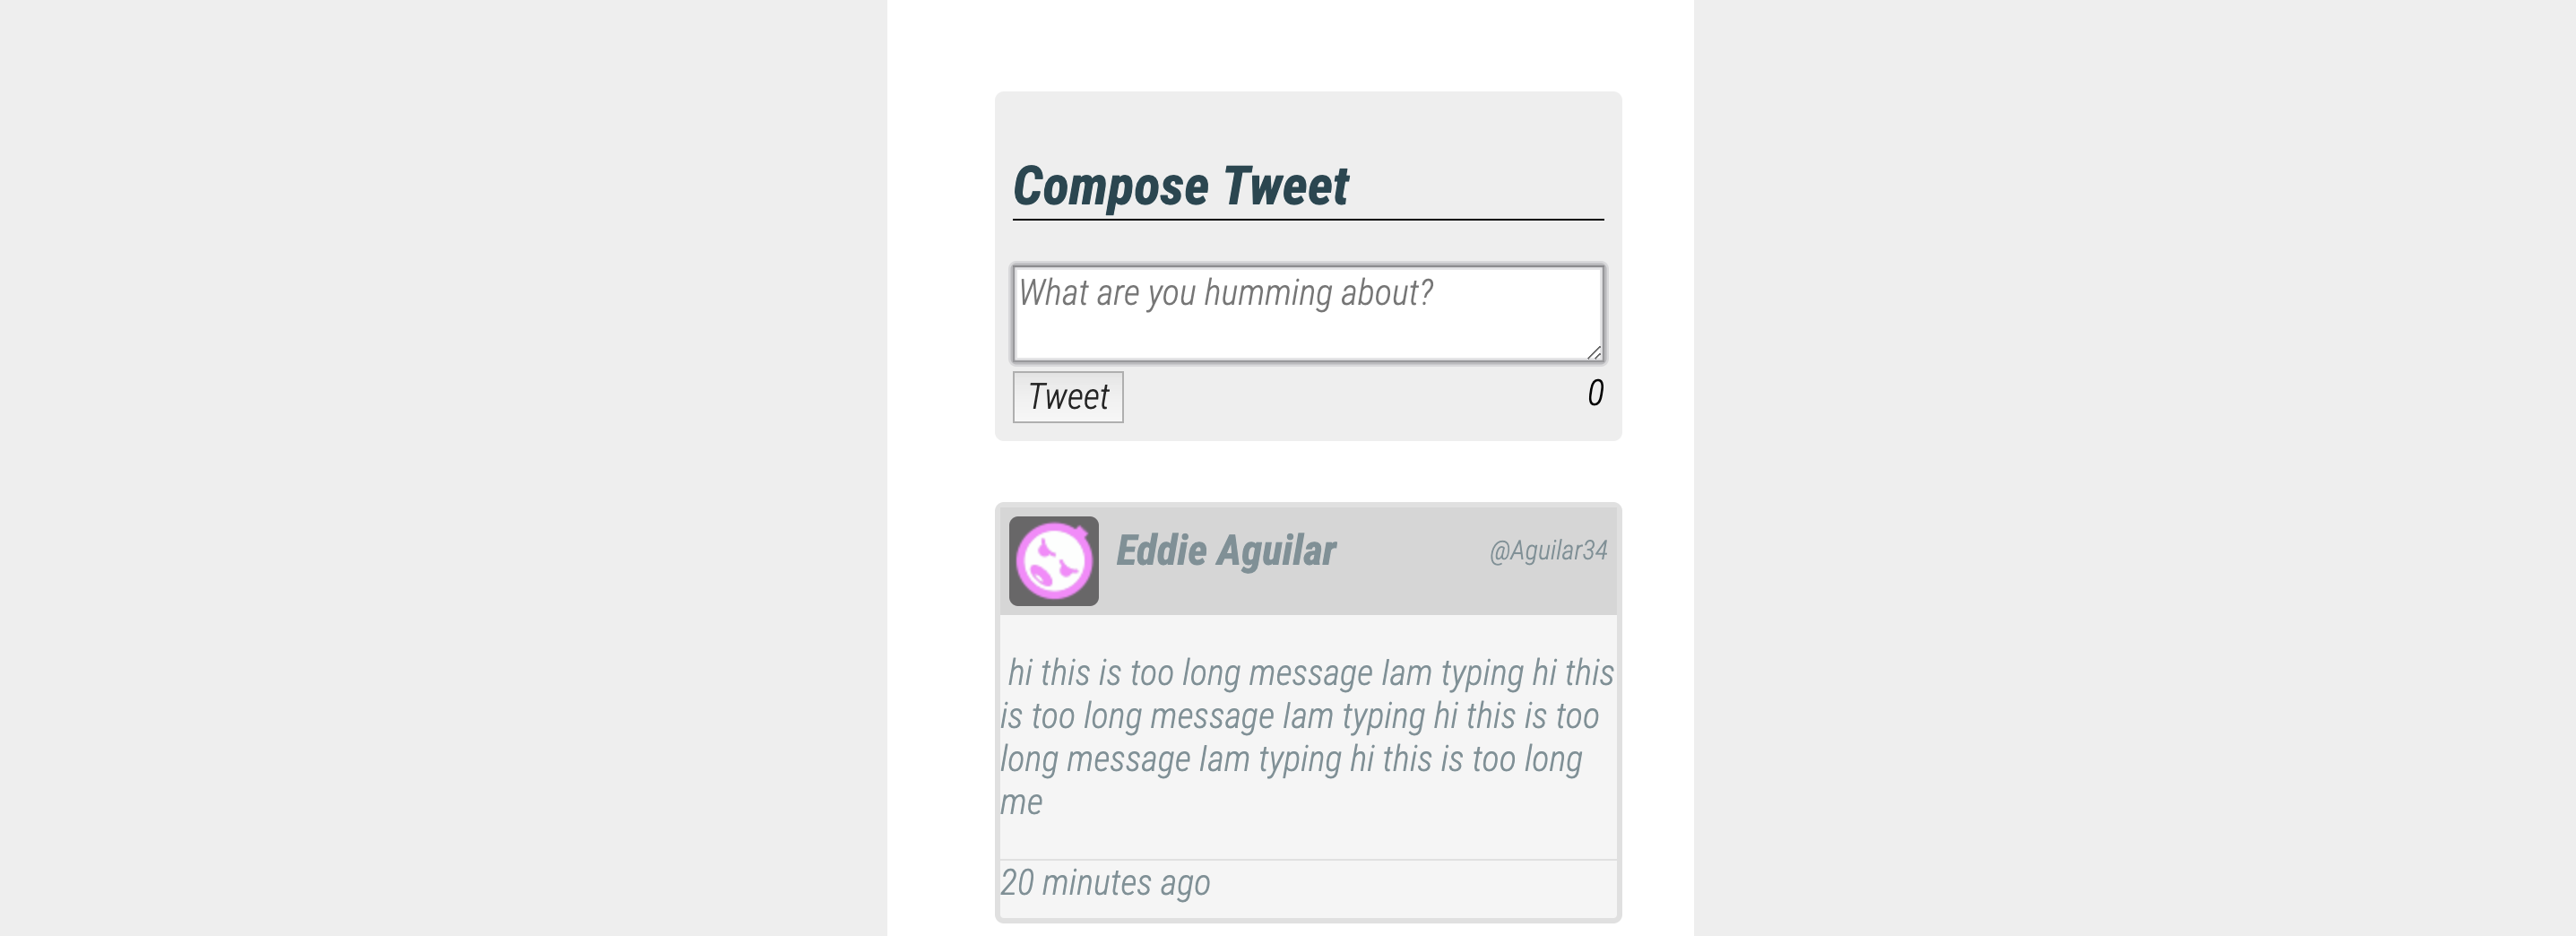 Compose Tweet
What are you humming about?
Tweet
0
Eddie Aguilar
@Aguilar34
hi this is too long message Iam typing hi this
is too long message Iam typing hi this is too
long message Iam typing hi this is too long
me
20 minutes ago